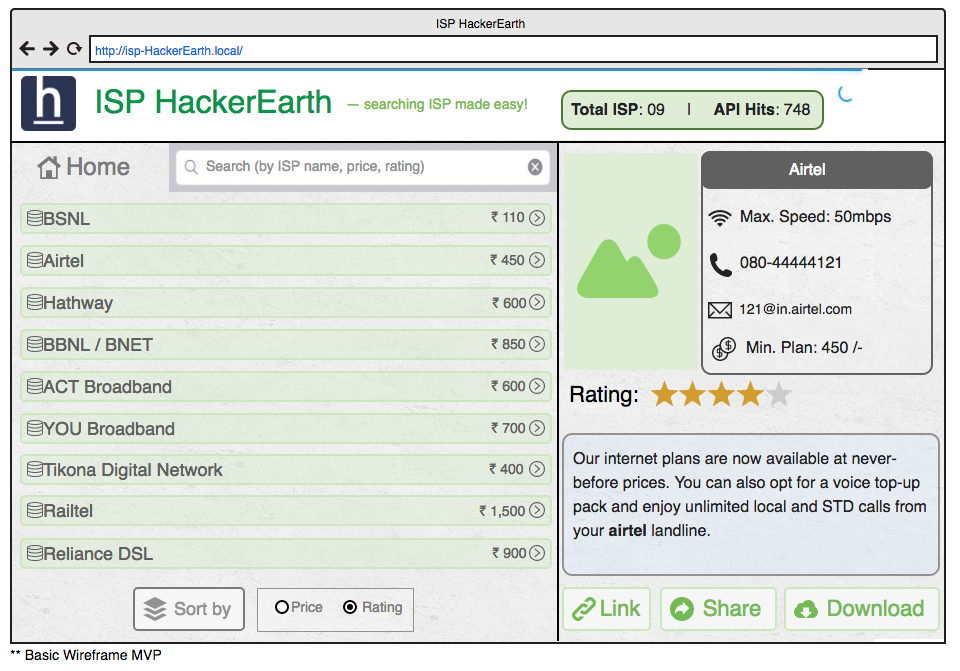 ISP HackerEarth
http://isp-HackerEarth.local/
h ISP HackerEarth — searching ISP made easy!
Total ISP: 09 | API Hits: 748
Home
Search (by ISP name, price, rating)
BSNL ₹ 110
Airtel ₹ 450
Hathway ₹ 600
BBNL / BNET ₹ 850
ACT Broadband ₹ 600
YOU Broadband ₹ 700
Tikona Digital Network ₹ 400
Railtel ₹ 1,500
Reliance DSL ₹ 900
Sort by Price Rating
Airtel
Max. Speed: 50mbps
080-44444121
121@in.airtel.com
$ $ Min. Plan: 450 /-
Rating:
Our internet plans are now available at never-
before prices. You can also opt for a voice top-up
pack and enjoy unlimited local and STD calls from
your airtel landline.
Link Share Download
** Basic Wireframe MVP